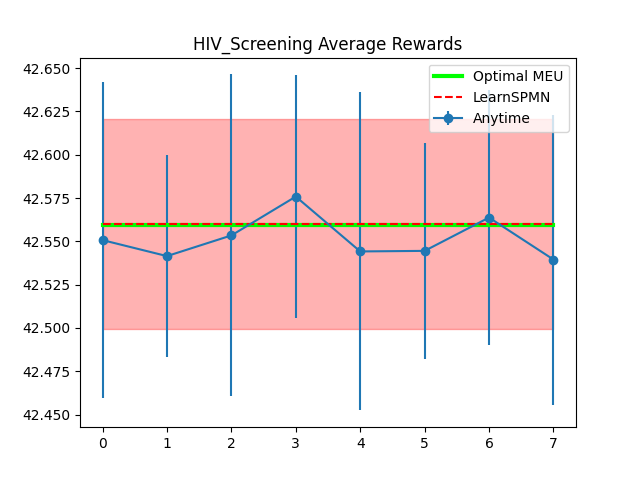 HIV_Screening Average Rewards
42.650
42.625
42.600
42.575
42.550
42.525
42.500
42.475
42.450
Optimal MEU
LearnSPMN
Anytime
0 1 2 3 4 5 6 7